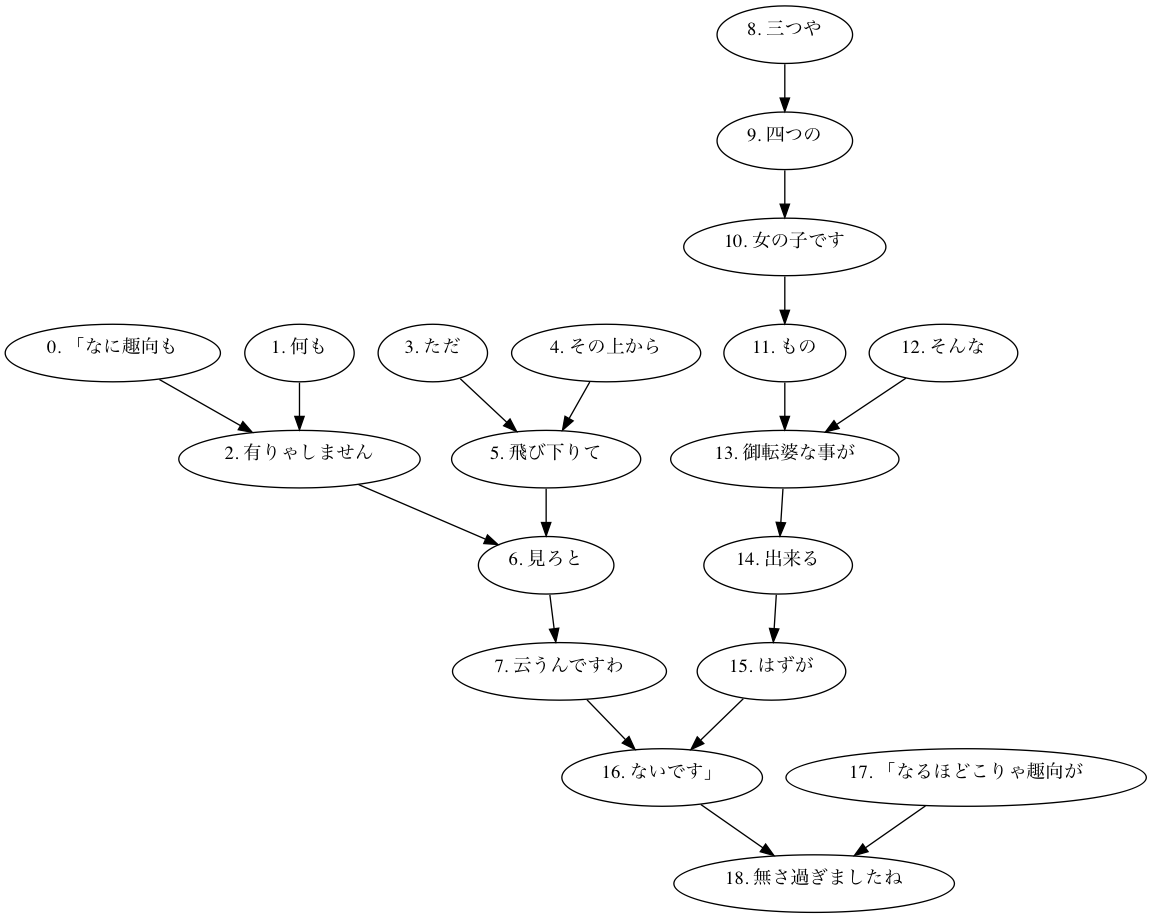 8. 三つや
9. 四つの
10. 女の子です
0. 「なに趣向も
1. 何も
3. ただ
4. その上から
11. もの
12. そんな
2. 有りゃしません
5. 飛び下りて
13. 御転婆な事が
6. 見ろと
14. 出来る
7. 云うんですわ
15. はずが
16. ないです」
17. 「なるほどこりゃ趣向が
18. 無さ過ぎましたね